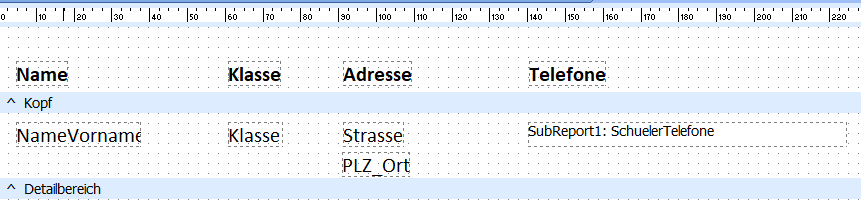 0 10 20 30 40 50 60 70 80 90 100 110 120 130 140 150 160 170 180 190 200 210 220
Name Klasse Adresse Telefone
^ Kopf
NameVorname Klasse Strasse SubReport1: SchuelerTelefone
PLZ_Ort
^ Detailbereich